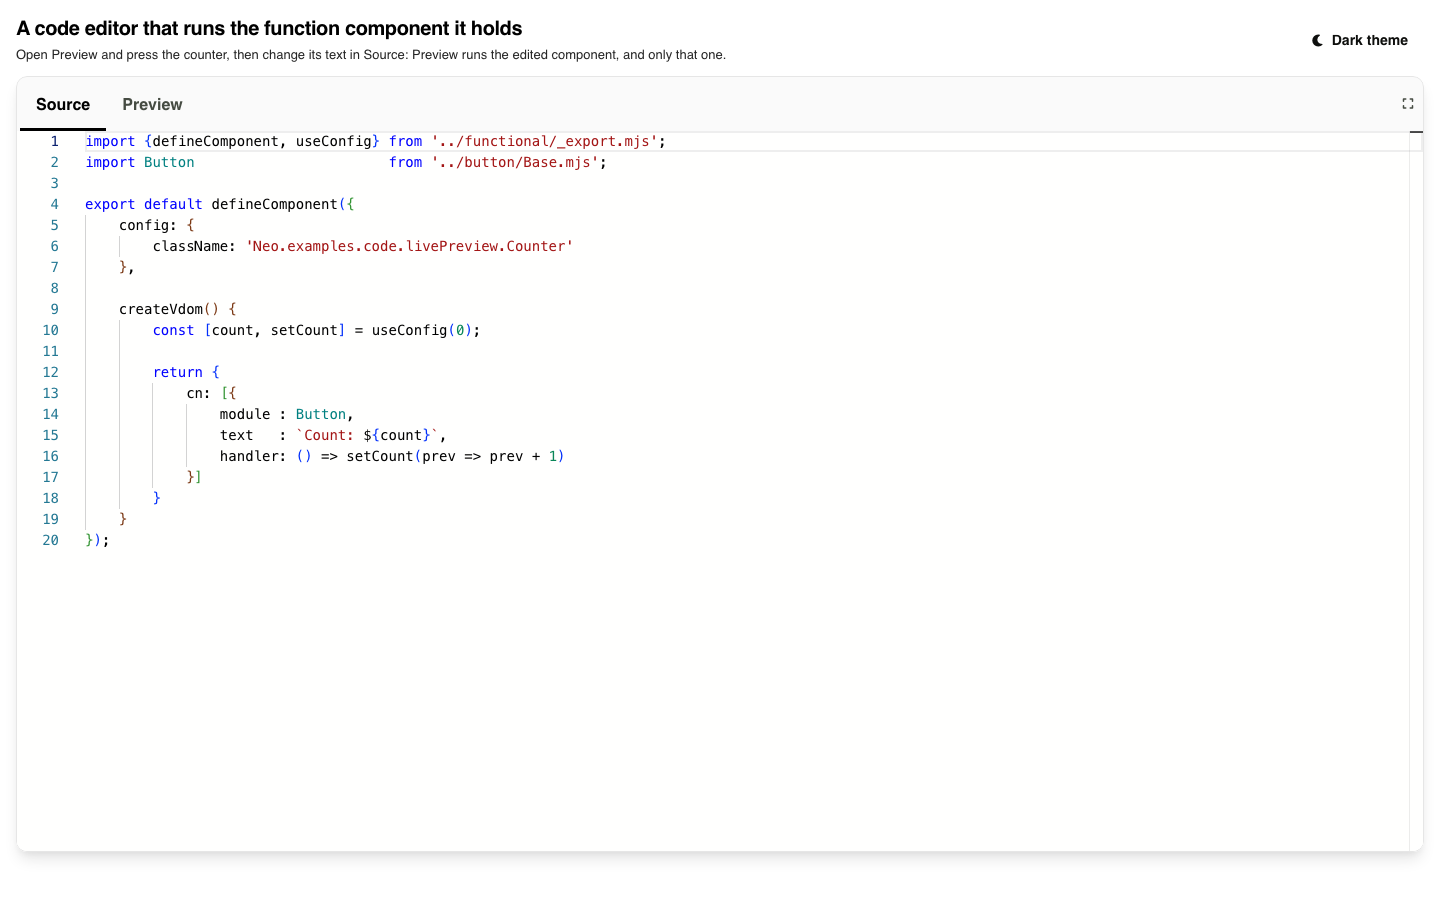 A code editor that runs the function component it holds
Open Preview and press the counter, then change its text in Source: Preview runs the edited component, and only that one.
Dark theme
Source Preview
1 import {defineComponent, useConfig} from '../functional/_export.mjs';
2 import Button                       from '../button/Base.mjs';
3
4 export default defineComponent({
5     config: {
6         className: 'Neo.examples.code.livePreview.Counter'
7     },
8
9     createVdom() {
10         const [count, setCount] = useConfig(0);
11
12         return {
13             cn: [{
14                 module : Button,
15                 text   : `Count: ${count}`,
16                 handler: () => setCount(prev => prev + 1)
17             }]
18         }
19     }
20 });